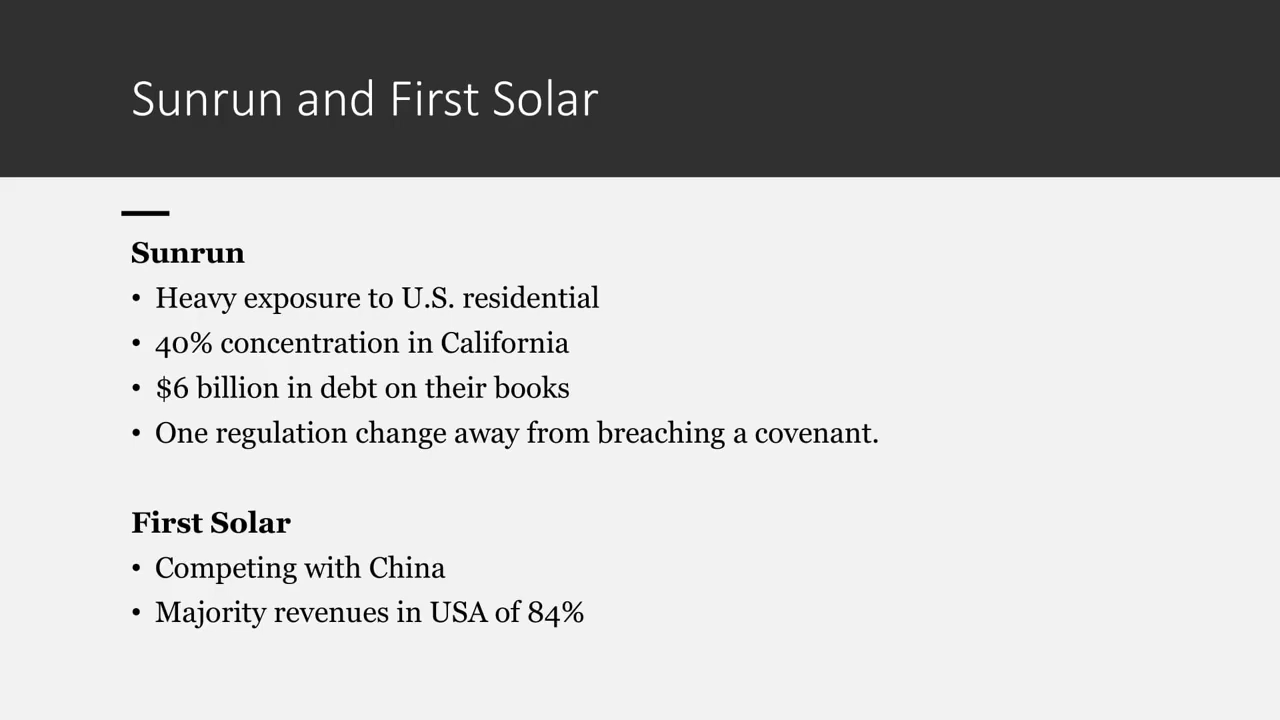 Sunrun and First Solar
Sunrun
• Heavy exposure to U.S. residential
• 40% concentration in California
• $6 billion in debt on their books
• One regulation change away from breaching a covenant.
First Solar
• Competing with China
• Majority revenues in USA of 84%